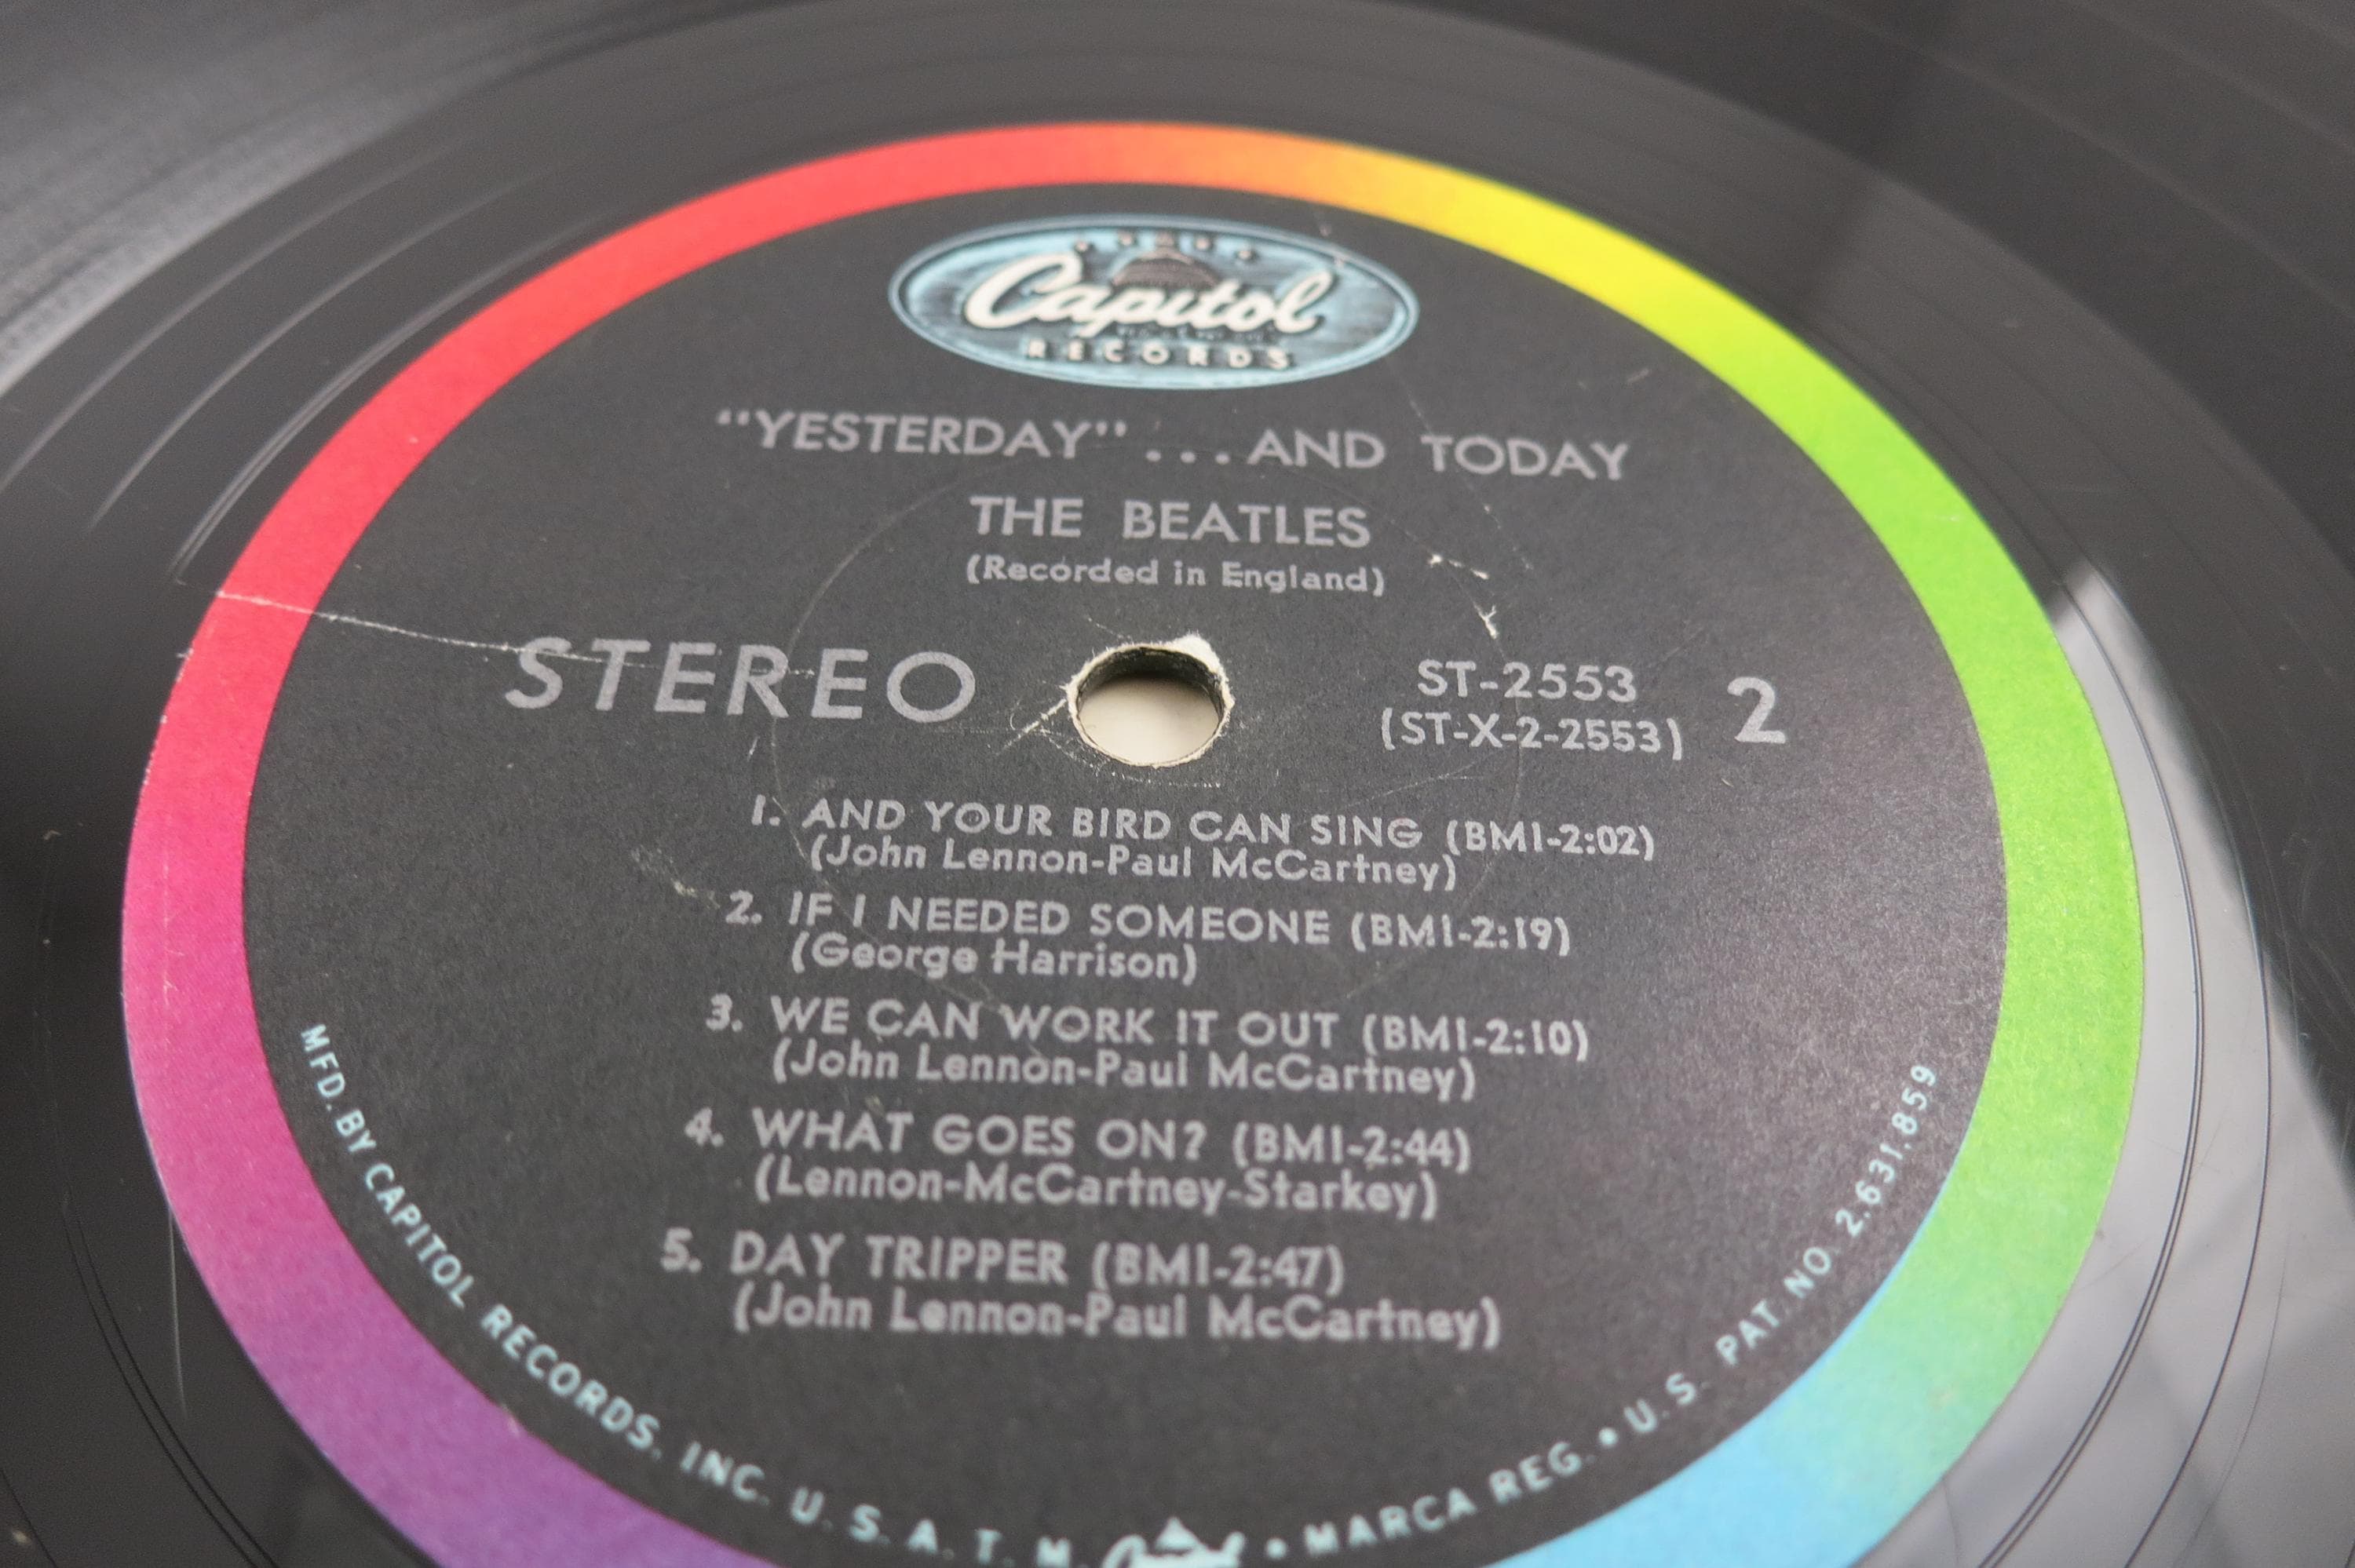 Capitol
RECORDS
“YESTERDAY” ...AND TODAY
THE BEATLES
(Recorded in England)
STEREO
ST-2553
(ST-X-2-2553)
2
1. AND YOUR BIRD CAN SING (BMI-2:02)
(John Lennon-Paul McCartney)
2. IF I NEEDED SOMEONE (BMI-2:19)
(George Harrison)
3. WE CAN WORK IT OUT (BMI-2:10)
(John Lennon-Paul McCartney)
4. WHAT GOES ON? (BMI-2:44)
(Lennon-McCartney-Starkey)
5. DAY TRIPPER (BMI-2:47)
(John Lennon-Paul McCartney)
MFD. BY CAPITOL RECORDS, INC. U. S. A. T. M. Capitol • MARCA REG. • U. S. PAT. NO. 2,631,859